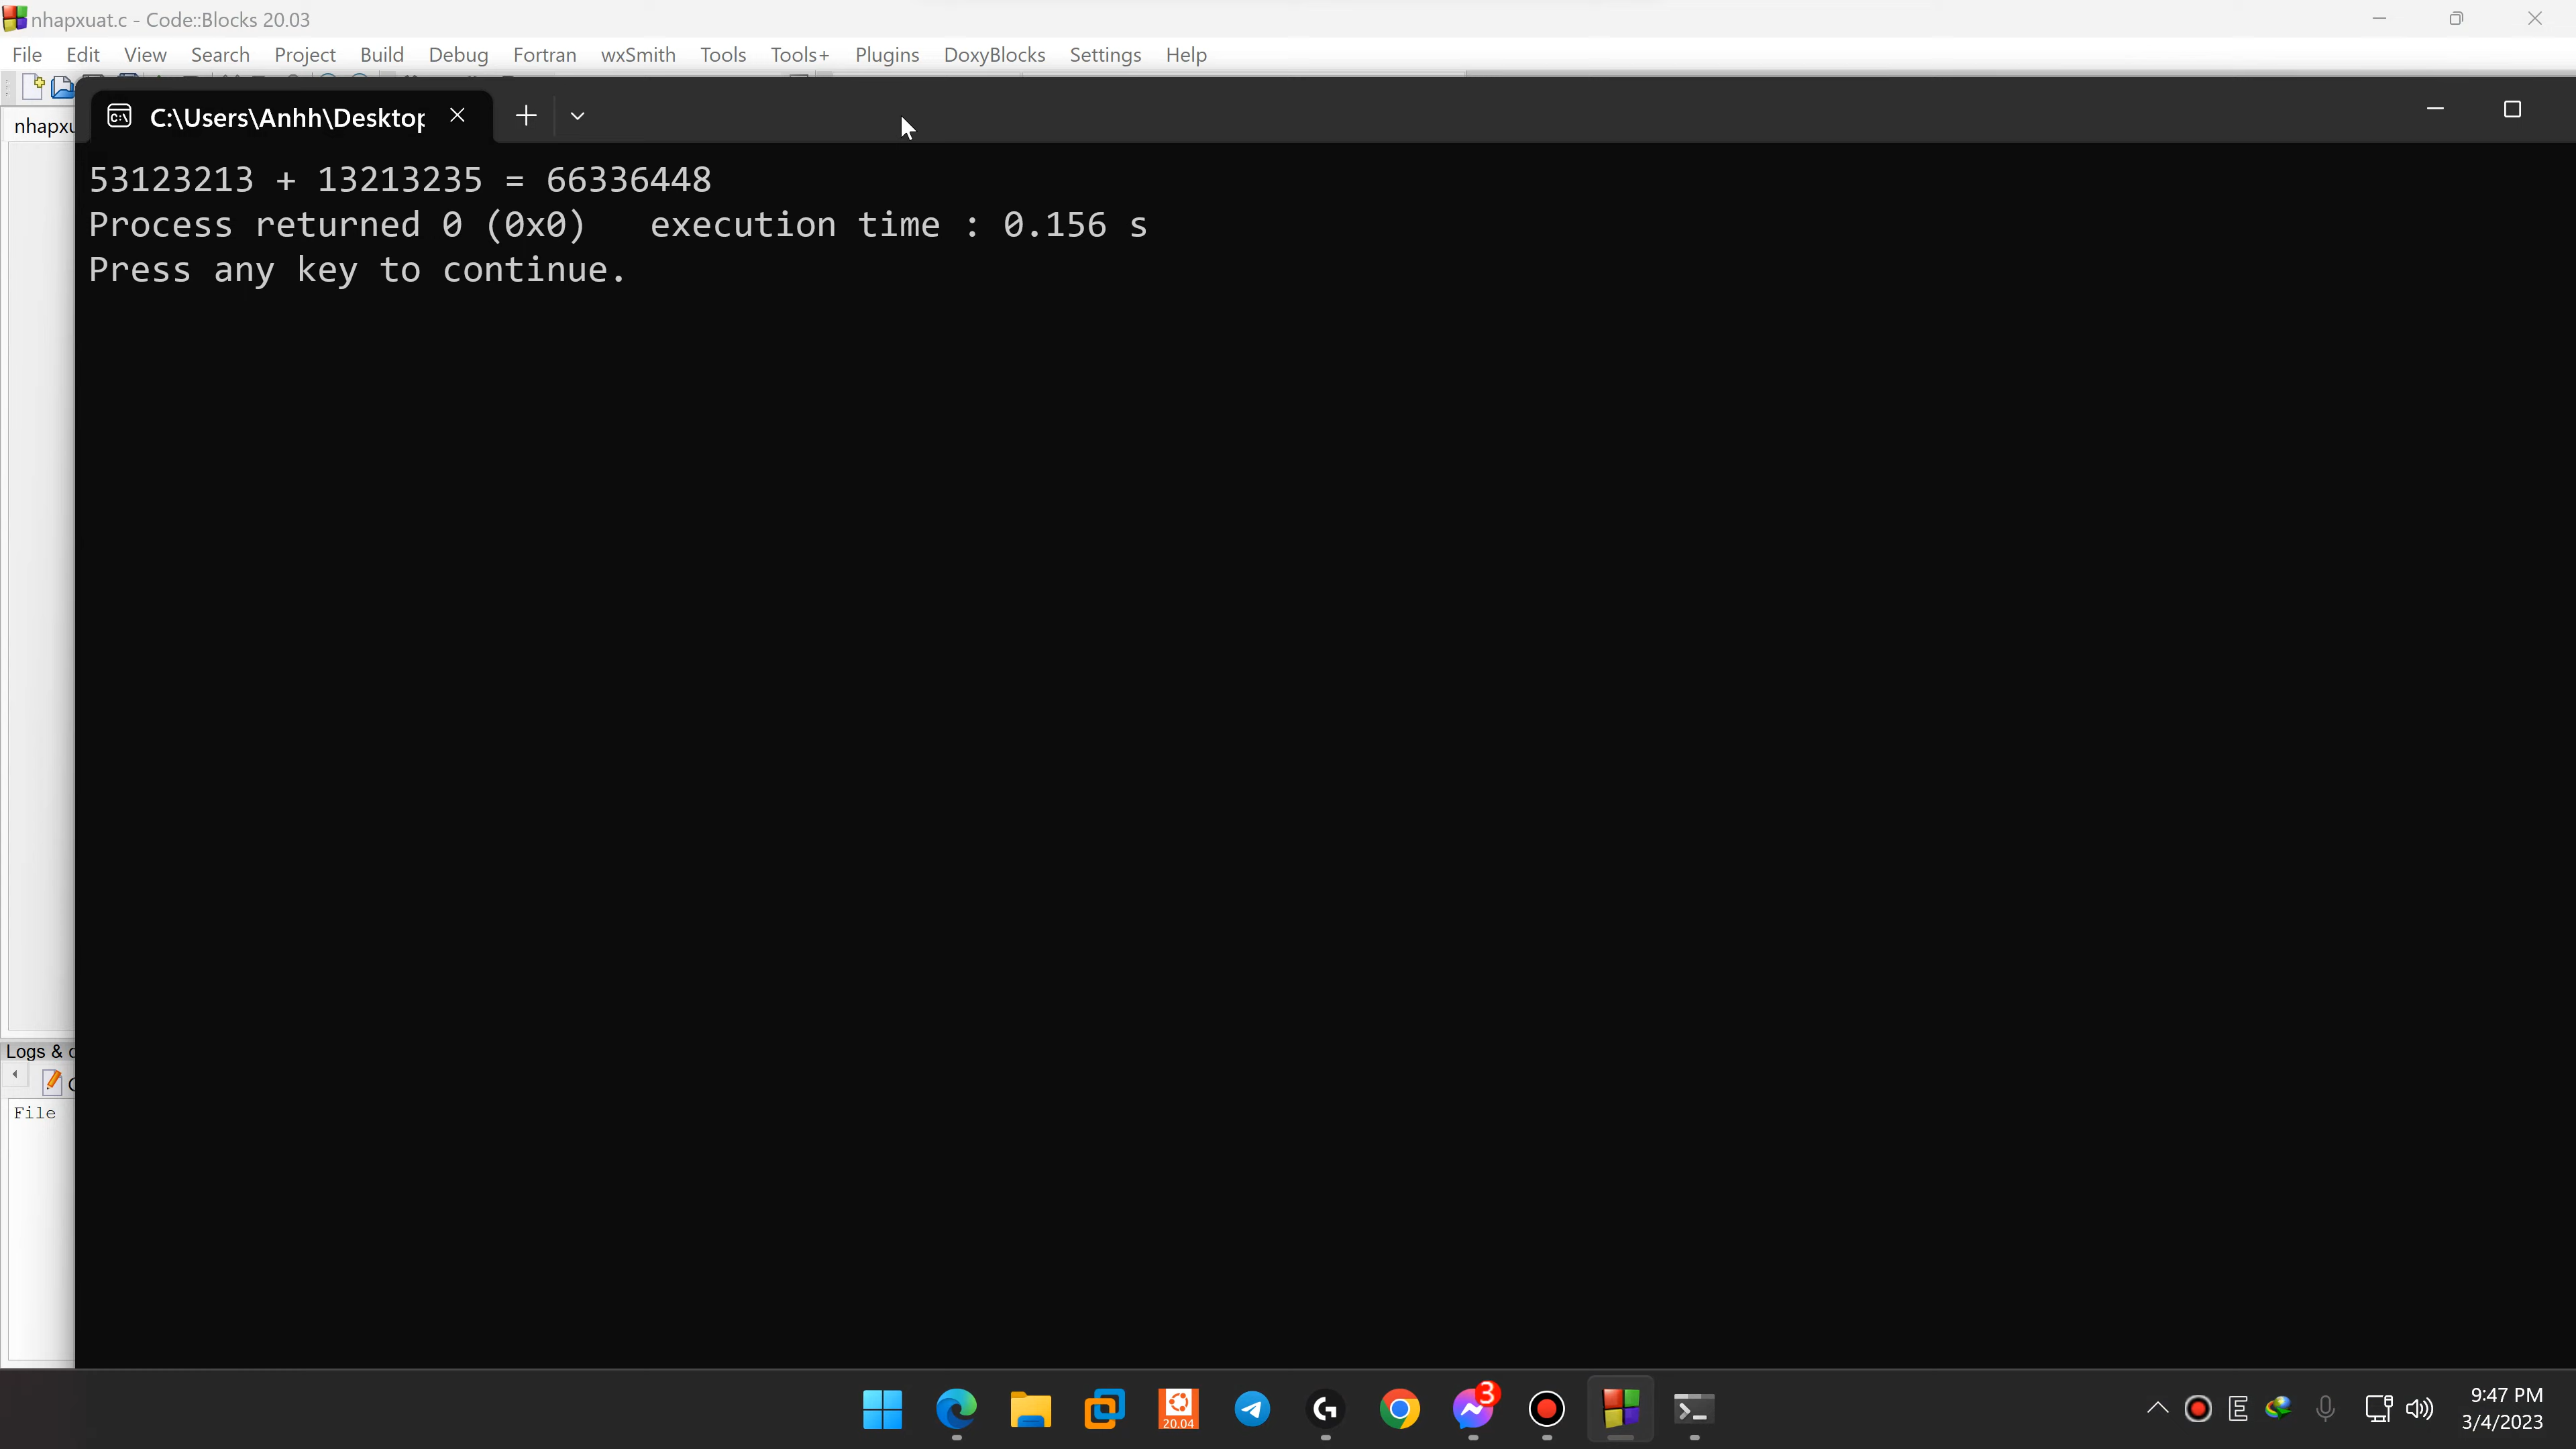 nhapxuat.c - Code::Blocks 20.03
File Edit View Search Project Build Debug Fortran wxSmith Tools Tools+ Plugins DoxyBlocks Settings Help
nhapxu
C:\Users\Anhh\Desktop
53123213 + 13213235 = 66336448
Process returned 0 (0x0)   execution time : 0.156 s
Press any key to continue.
Logs &
File
20.04
3
E
9:47 PM
3/4/2023